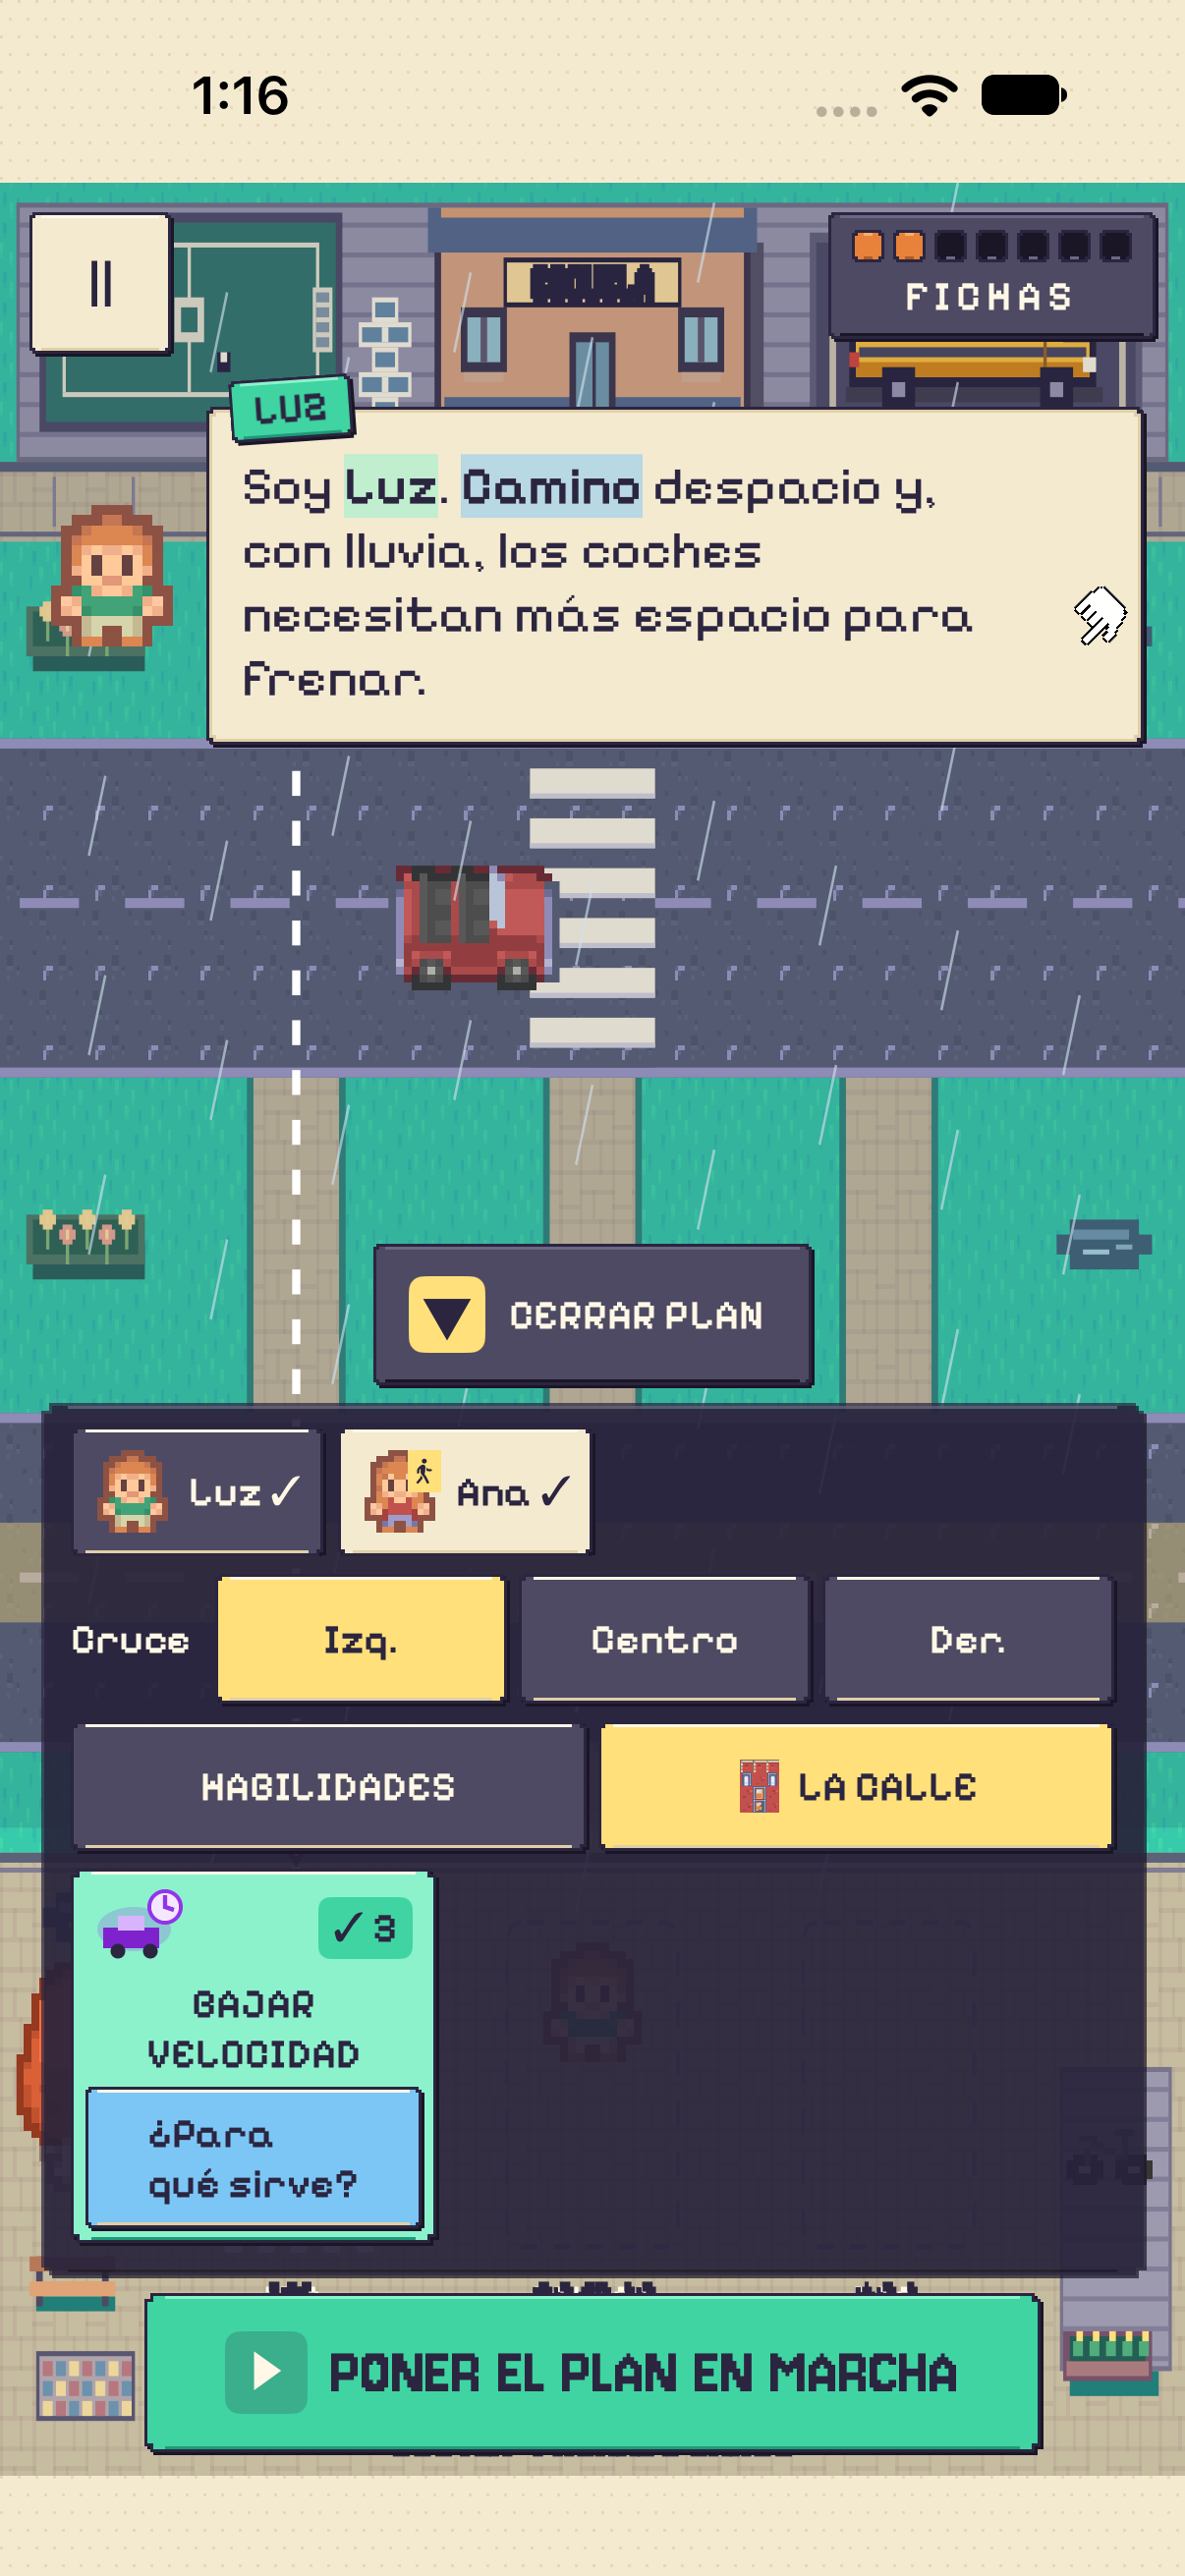 1:16
FICHAS
LUZ
Soy Luz. Camino despacio y,
con lluvia, los coches
necesitan más espacio para
frenar.
CERRAR PLAN
Luz ✓
Ana ✓
Cruce
Izq.
Centro
Der.
HABILIDADES
LA CALLE
✓ 3
BAJAR
VELOCIDAD
¿Para
qué sirve?
PONER EL PLAN EN MARCHA